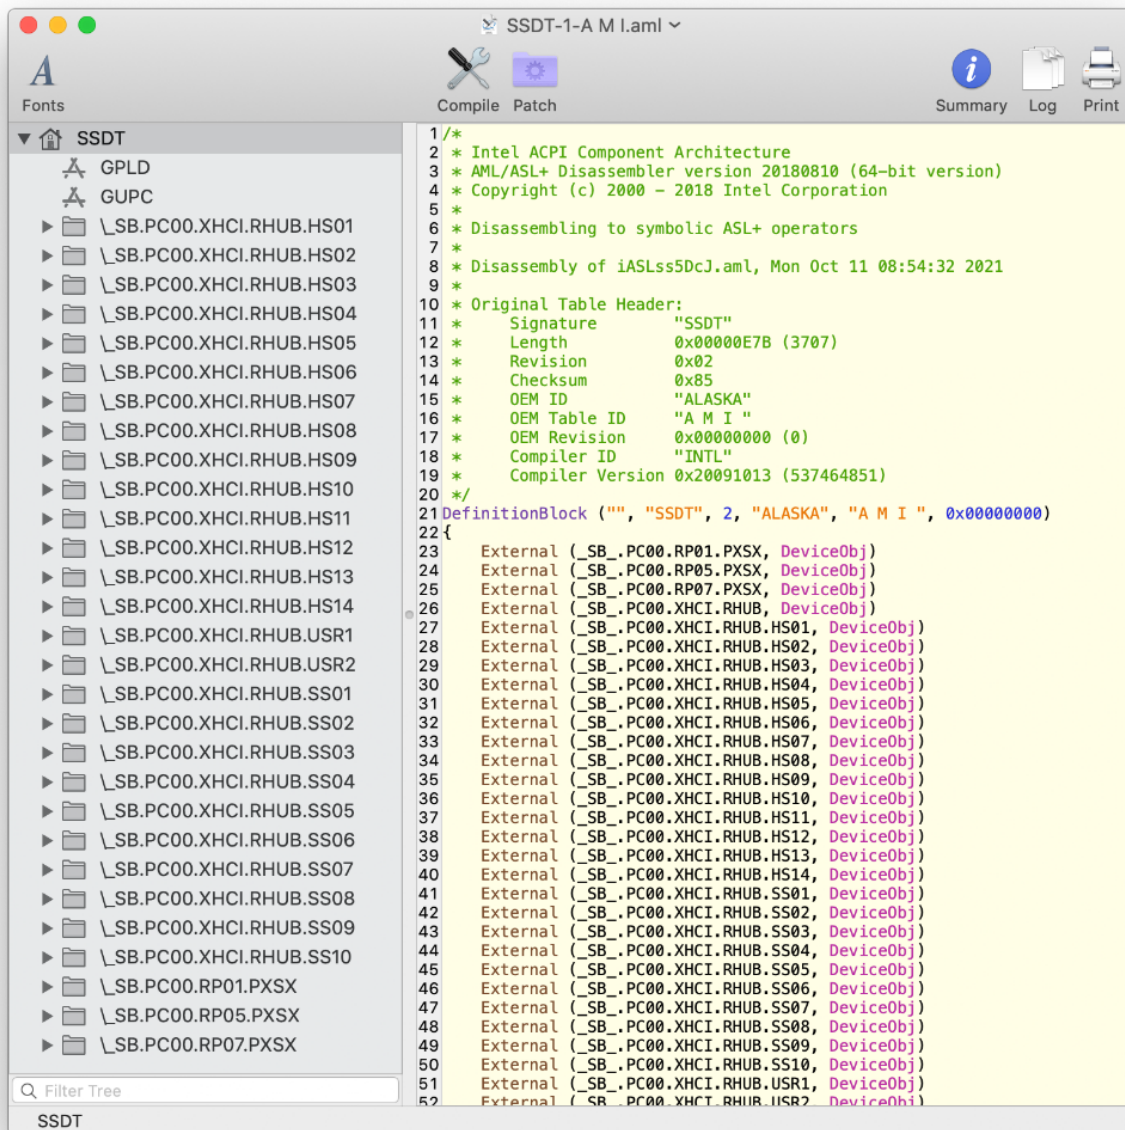 SSDT-1-A M I.aml
Fonts
Compile
Patch
Summary
Log
Print
SSDT
GPLD
GUPC
\_SB.PC00.XHCI.RHUB.HS01
\_SB.PC00.XHCI.RHUB.HS02
\_SB.PC00.XHCI.RHUB.HS03
\_SB.PC00.XHCI.RHUB.HS04
\_SB.PC00.XHCI.RHUB.HS05
\_SB.PC00.XHCI.RHUB.HS06
\_SB.PC00.XHCI.RHUB.HS07
\_SB.PC00.XHCI.RHUB.HS08
\_SB.PC00.XHCI.RHUB.HS09
\_SB.PC00.XHCI.RHUB.HS10
\_SB.PC00.XHCI.RHUB.HS11
\_SB.PC00.XHCI.RHUB.HS12
\_SB.PC00.XHCI.RHUB.HS13
\_SB.PC00.XHCI.RHUB.HS14
\_SB.PC00.XHCI.RHUB.USR1
\_SB.PC00.XHCI.RHUB.USR2
\_SB.PC00.XHCI.RHUB.SS01
\_SB.PC00.XHCI.RHUB.SS02
\_SB.PC00.XHCI.RHUB.SS03
\_SB.PC00.XHCI.RHUB.SS04
\_SB.PC00.XHCI.RHUB.SS05
\_SB.PC00.XHCI.RHUB.SS06
\_SB.PC00.XHCI.RHUB.SS07
\_SB.PC00.XHCI.RHUB.SS08
\_SB.PC00.XHCI.RHUB.SS09
\_SB.PC00.XHCI.RHUB.SS10
\_SB.PC00.RP01.PXSX
\_SB.PC00.RP05.PXSX
\_SB.PC00.RP07.PXSX
Filter Tree
SSDT
1 /*
2 * Intel ACPI Component Architecture
3 * AML/ASL+ Disassembler version 20180810 (64-bit version)
4 * Copyright (c) 2000 - 2018 Intel Corporation
5 *
6 * Disassembling to symbolic ASL+ operators
7 *
8 * Disassembly of iASLss5DcJ.aml, Mon Oct 11 08:54:32 2021
9 *
10 * Original Table Header:
11 * Signature "SSDT"
12 * Length 0x00000E7B (3707)
13 * Revision 0x02
14 * Checksum 0x85
15 * OEM ID "ALASKA"
16 * OEM Table ID "A M I "
17 * OEM Revision 0x00000000 (0)
18 * Compiler ID "INTL"
19 * Compiler Version 0x20091013 (537464851)
20 */
21 DefinitionBlock ("", "SSDT", 2, "ALASKA", "A M I ", 0x00000000)
22 {
23 External (_SB_.PC00.RP01.PXSX, DeviceObj)
24 External (_SB_.PC00.RP05.PXSX, DeviceObj)
25 External (_SB_.PC00.RP07.PXSX, DeviceObj)
26 External (_SB_.PC00.XHCI.RHUB, DeviceObj)
27 External (_SB_.PC00.XHCI.RHUB.HS01, DeviceObj)
28 External (_SB_.PC00.XHCI.RHUB.HS02, DeviceObj)
29 External (_SB_.PC00.XHCI.RHUB.HS03, DeviceObj)
30 External (_SB_.PC00.XHCI.RHUB.HS04, DeviceObj)
31 External (_SB_.PC00.XHCI.RHUB.HS05, DeviceObj)
32 External (_SB_.PC00.XHCI.RHUB.HS06, DeviceObj)
33 External (_SB_.PC00.XHCI.RHUB.HS07, DeviceObj)
34 External (_SB_.PC00.XHCI.RHUB.HS08, DeviceObj)
35 External (_SB_.PC00.XHCI.RHUB.HS09, DeviceObj)
36 External (_SB_.PC00.XHCI.RHUB.HS10, DeviceObj)
37 External (_SB_.PC00.XHCI.RHUB.HS11, DeviceObj)
38 External (_SB_.PC00.XHCI.RHUB.HS12, DeviceObj)
39 External (_SB_.PC00.XHCI.RHUB.HS13, DeviceObj)
40 External (_SB_.PC00.XHCI.RHUB.HS14, DeviceObj)
41 External (_SB_.PC00.XHCI.RHUB.SS01, DeviceObj)
42 External (_SB_.PC00.XHCI.RHUB.SS02, DeviceObj)
43 External (_SB_.PC00.XHCI.RHUB.SS03, DeviceObj)
44 External (_SB_.PC00.XHCI.RHUB.SS04, DeviceObj)
45 External (_SB_.PC00.XHCI.RHUB.SS05, DeviceObj)
46 External (_SB_.PC00.XHCI.RHUB.SS06, DeviceObj)
47 External (_SB_.PC00.XHCI.RHUB.SS07, DeviceObj)
48 External (_SB_.PC00.XHCI.RHUB.SS08, DeviceObj)
49 External (_SB_.PC00.XHCI.RHUB.SS09, DeviceObj)
50 External (_SB_.PC00.XHCI.RHUB.SS10, DeviceObj)
51 External (_SB_.PC00.XHCI.RHUB.USR1, DeviceObj)
52 External (_SB_.PC00.XHCI.RHUB.USR2, DeviceObj)